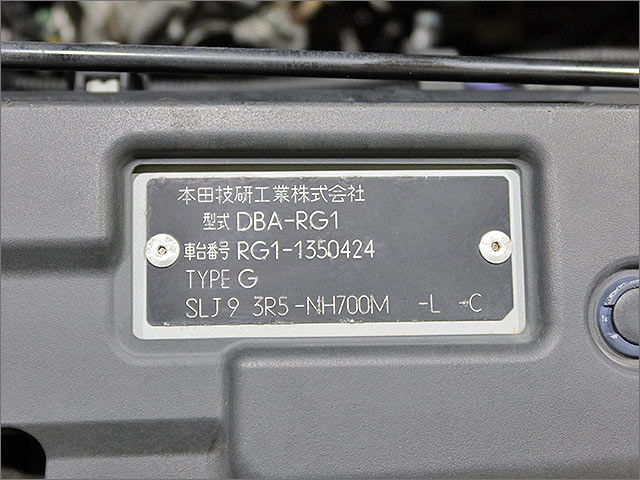 本田技研工業株式会社
型式 DBA-RG1
車台番号 RG1-1350424
TYPE G
SLJ9 3R5-NH700M -L -C